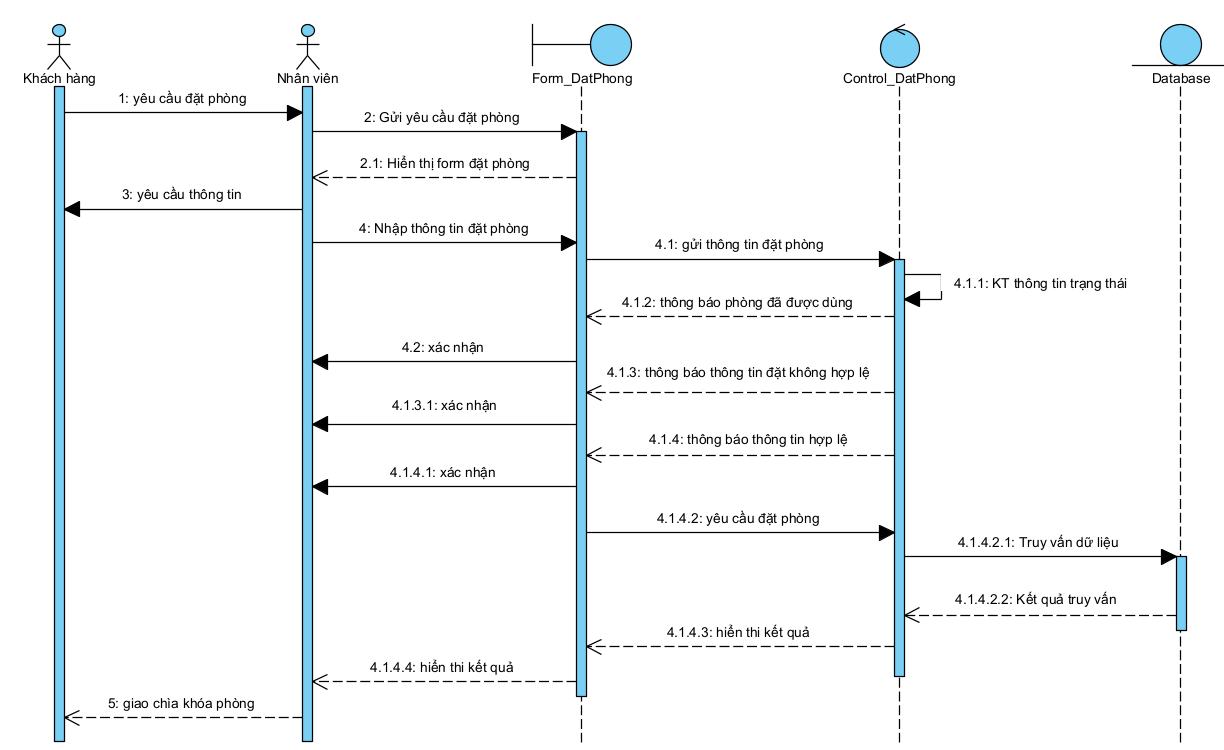 Khách hàng
Nhân viên
Form_DatPhong
Control_DatPhong
Database
1: yêu cầu đặt phòng
2: Gửi yêu cầu đặt phòng
2.1: Hiển thị form đặt phòng
3: yêu cầu thông tin
4: Nhập thông tin đặt phòng
4.1: gửi thông tin đặt phòng
4.1.1: KT thông tin trạng thái
4.1.2: thông báo phòng đã được dùng
4.2: xác nhận
4.1.3: thông báo thông tin đặt không hợp lệ
4.1.3.1: xác nhận
4.1.4: thông báo thông tin hợp lệ
4.1.4.1: xác nhận
4.1.4.2: yêu cầu đặt phòng
4.1.4.2.1: Truy vấn dữ liệu
4.1.4.2.2: Kết quả truy vấn
4.1.4.3: hiển thi kết quả
4.1.4.4: hiển thi kết quả
5: giao chìa khóa phòng